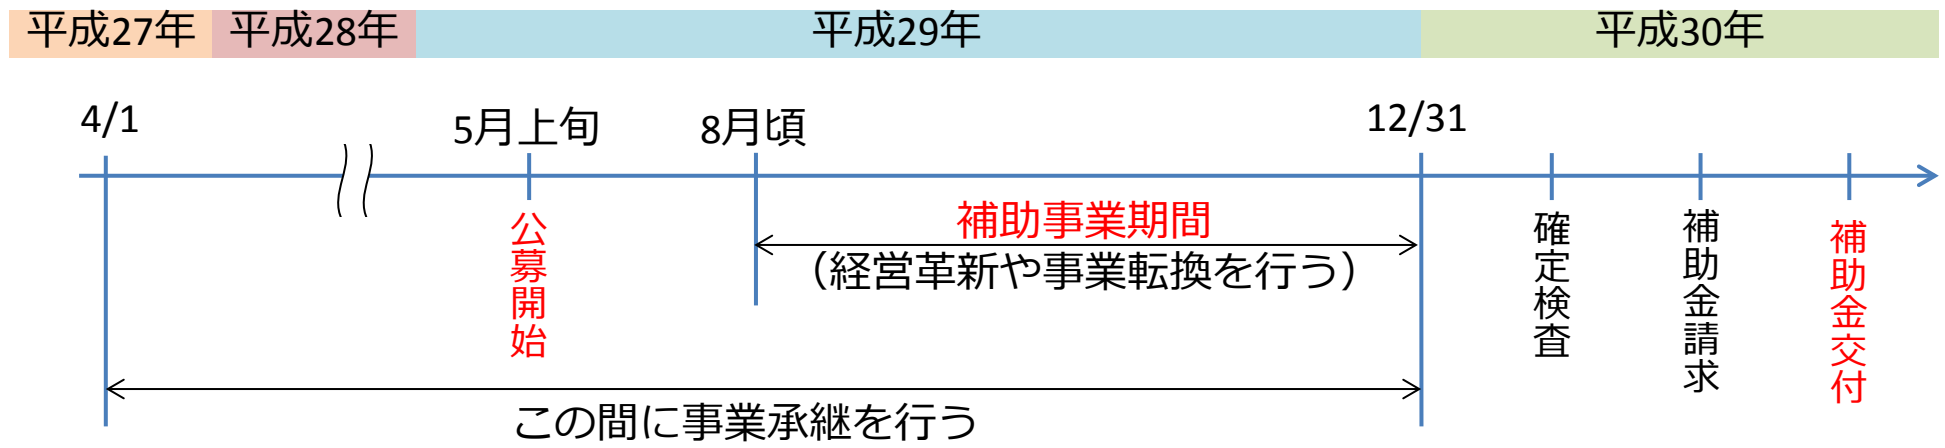 平成27年 平成28年 平成29年 平成30年
4/1 5月上旬 8月頃 12/31
公募開始
補助事業期間
（経営革新や事業転換を行う）
確定検査
補助金請求
補助金交付
この間に事業承継を行う